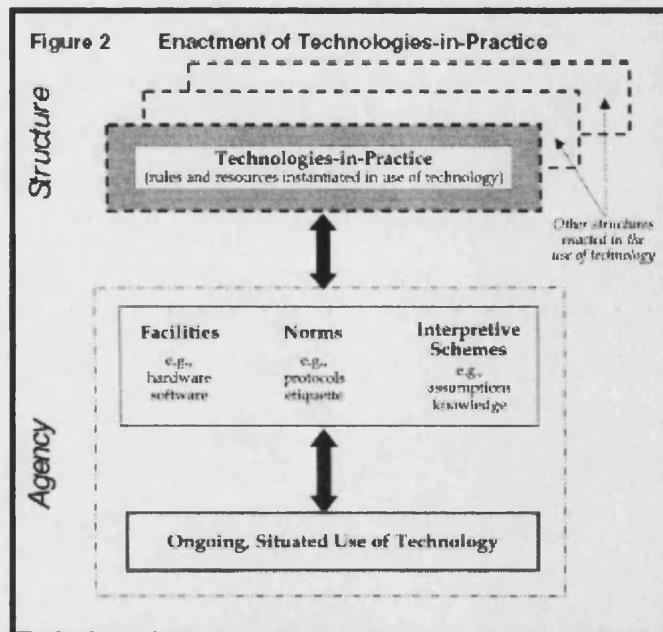 Figure 2 Enactment of Technologies-in-Practice
Structure
Technologies-in-Practice
(rules and resources instantiated in use of technology)
Other structures
enacted in the
use of technology
Agency
Facilities
e.g.,
hardware
software
Norms
e.g.,
protocols
etiquette
Interpretive
Schemes
e.g.,
assumptions
knowledge
Ongoing, Situated Use of Technology